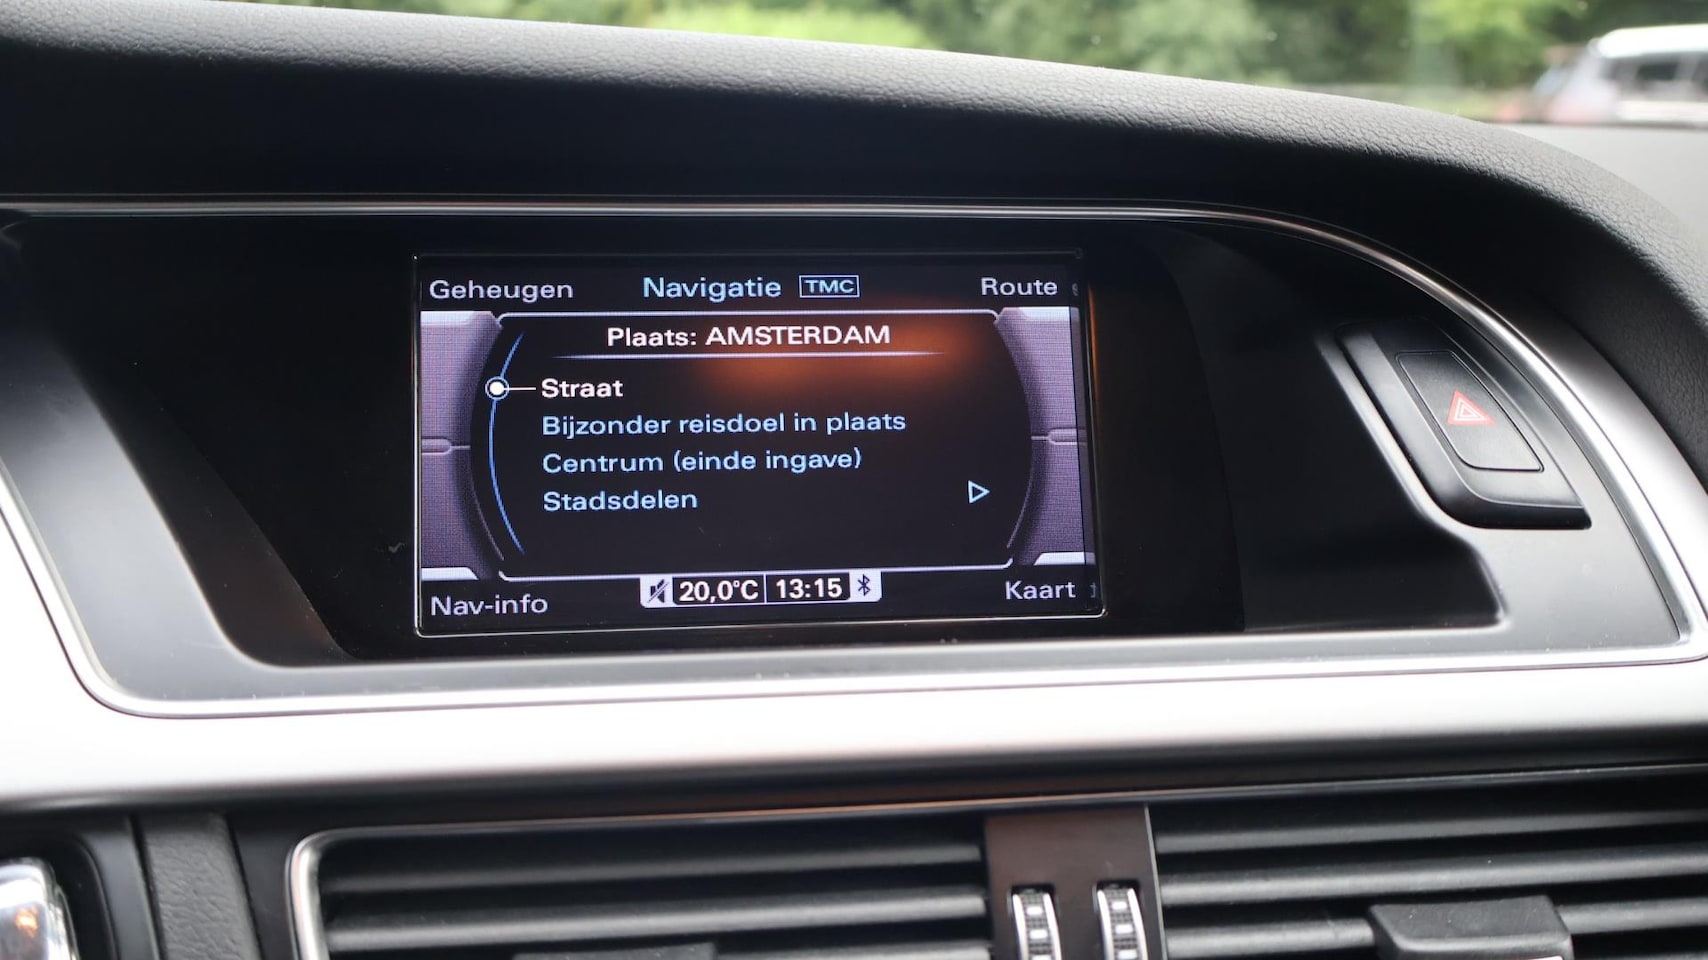 Geheugen Navigatie TMC Route
Plaats: AMSTERDAM
Straat
Bijzonder reisdoel in plaats
Centrum (einde ingave)
Stadsdelen
Nav-info 20,0°C 13:15 Kaart